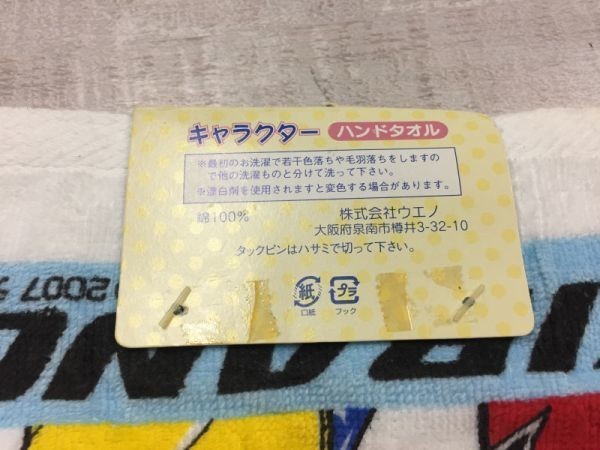 キャラクター ハンドタオル
※最初のお洗濯で若干色落ちや毛羽落ちをしますの
で他の洗濯ものと分けて洗って下さい。
※漂白剤を使用されますと変色する場合があります。
綿100%
株式会社ウエノ
大阪府泉南市樽井3-32-10
タックピンはハサミで切って下さい。
紙 プラ
口紙 フック
2007